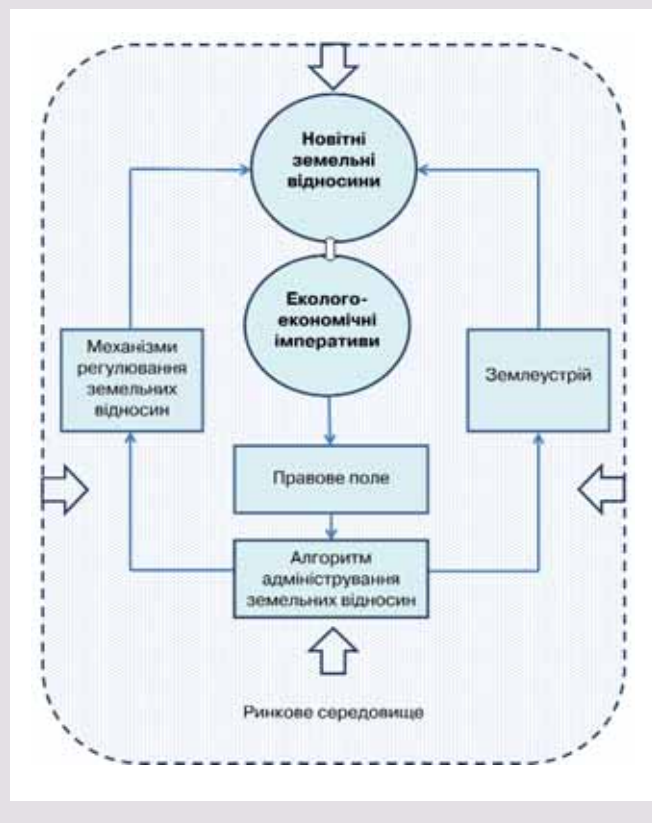 Новітні
земельні
відносини
Еколого-
економічні
імперативи
Механізми
регулювання
земельних
відносин
Землеустрій
Правове поле
Алгоритм
адміністрування
земельних відносин
Ринкове середовище